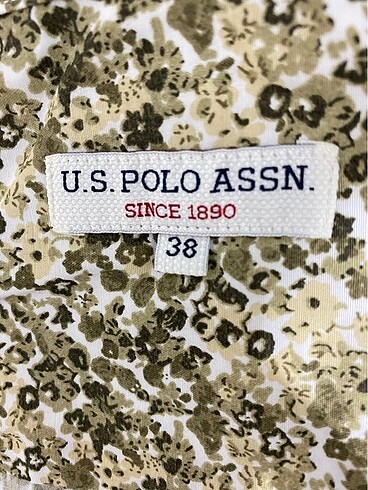 U.S. POLO ASSN.
SINCE 1890
38